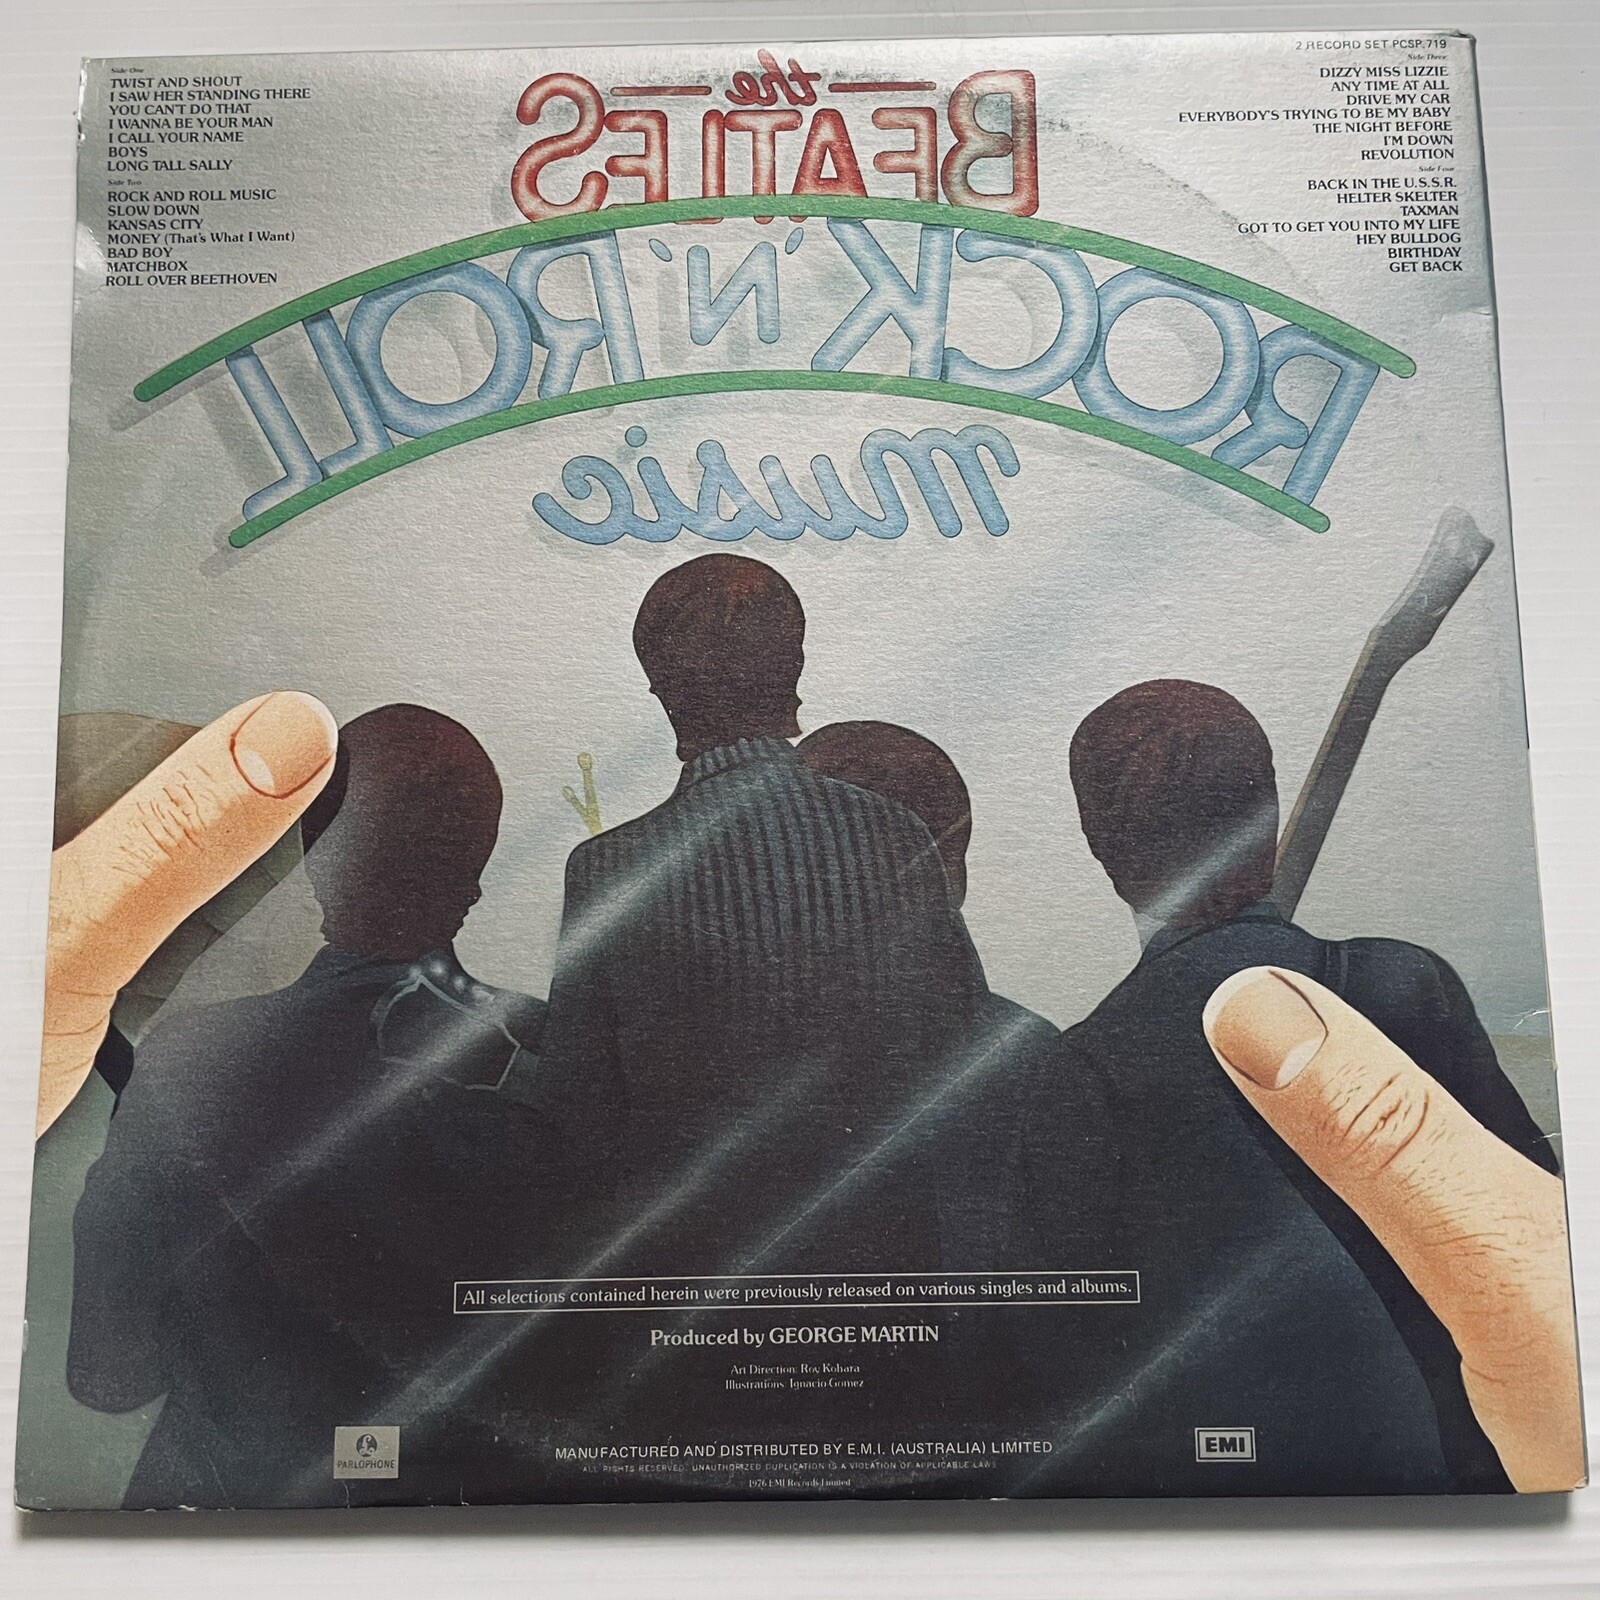 2 RECORD SET PCSP.719
Side One
TWIST AND SHOUT
I SAW HER STANDING THERE
YOU CAN'T DO THAT
I WANNA BE YOUR MAN
I CALL YOUR NAME
BOYS
LONG TALL SALLY
Side Two
ROCK AND ROLL MUSIC
SLOW DOWN
KANSAS CITY
MONEY (That's What I Want)
BAD BOY
MATCHBOX
ROLL OVER BEETHOVEN
the
BEATLES
ROCK 'N' ROLL
music
Side Three
DIZZY MISS LIZZIE
ANY TIME AT ALL
DRIVE MY CAR
EVERYBODY'S TRYING TO BE MY BABY
THE NIGHT BEFORE
I'M DOWN
REVOLUTION
Side Four
BACK IN THE U.S.S.R.
HELTER SKELTER
TAXMAN
GOT TO GET YOU INTO MY LIFE
HEY BULLDOG
BIRTHDAY
GET BACK
All selections contained herein were previously released on various singles and albums.
Produced by GEORGE MARTIN
Art Direction: Roy Kohara
Illustrations: Ignacio Gomez
PARLOPHONE
MANUFACTURED AND DISTRIBUTED BY E.M.I. (AUSTRALIA) LIMITED
ALL RIGHTS RESERVED. UNAUTHORIZED DUPLICATION IS A VIOLATION OF APPLICABLE LAWS
1976 EMI Records Limited
EMI